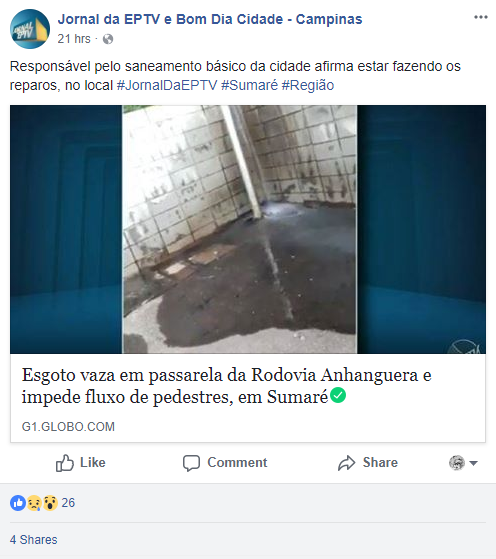 Jornal da EPTV e Bom Dia Cidade - Campinas
21 hrs ·
Responsável pelo saneamento básico da cidade afirma estar fazendo os
reparos, no local #JornalDaEPTV #Sumaré #Região
Esgoto vaza em passarela da Rodovia Anhanguera e
impede fluxo de pedestres, em Sumaré
G1.GLOBO.COM
Like Comment Share
26
4 Shares